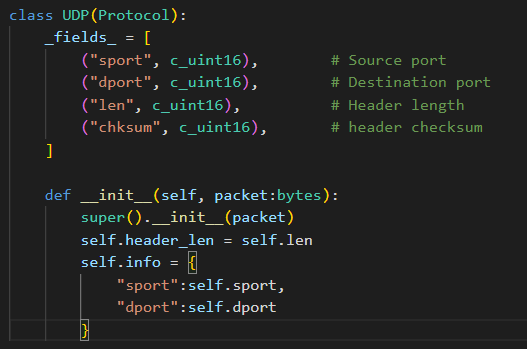 class UDP(Protocol):
    _fields_ = [
        ("sport", c_uint16),        # Source port
        ("dport", c_uint16),        # Destination port
        ("len", c_uint16),          # Header length
        ("chksum", c_uint16),       # header checksum
    ]

    def __init__(self, packet:bytes):
        super().__init__(packet)
        self.header_len = self.len
        self.info = {
            "sport":self.sport,
            "dport":self.dport
        }